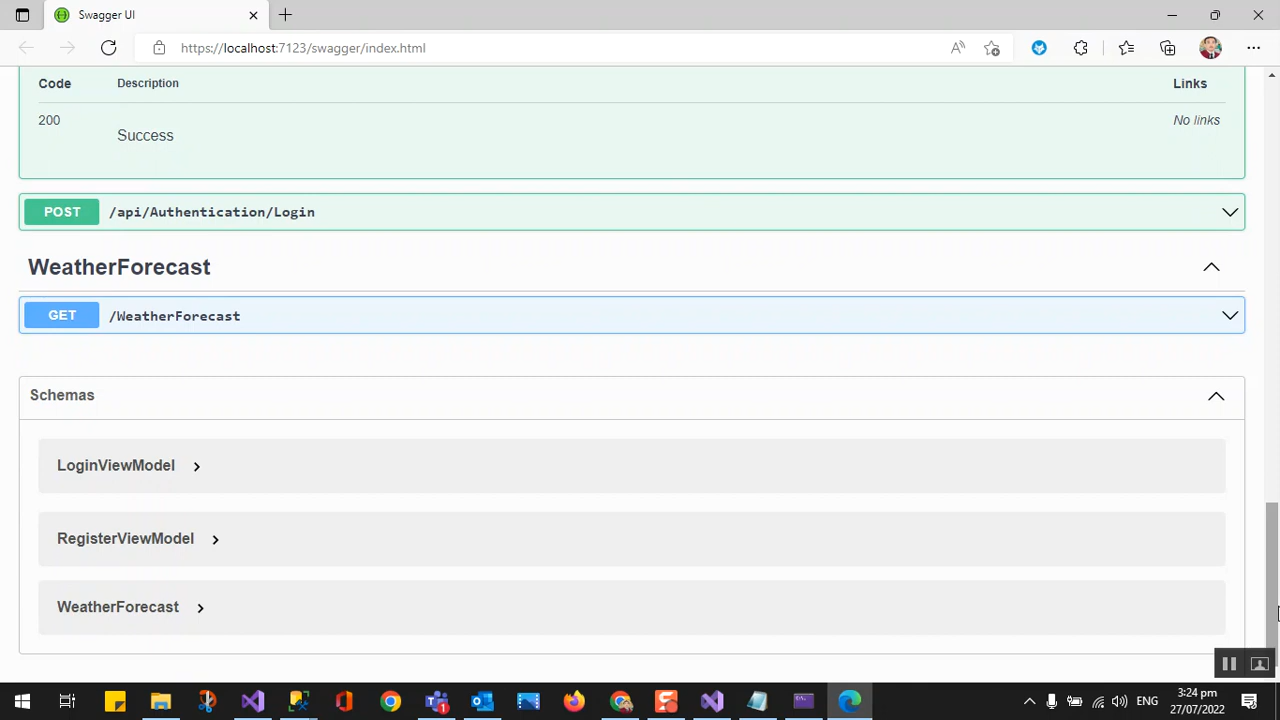 Swagger UI
https://localhost:7123/swagger/index.html
Code Description Links
200 Success No links
POST /api/Authentication/Login
WeatherForecast
GET /WeatherForecast
Schemas
LoginViewModel
RegisterViewModel
WeatherForecast
ENG
3:24 pm
27/07/2022